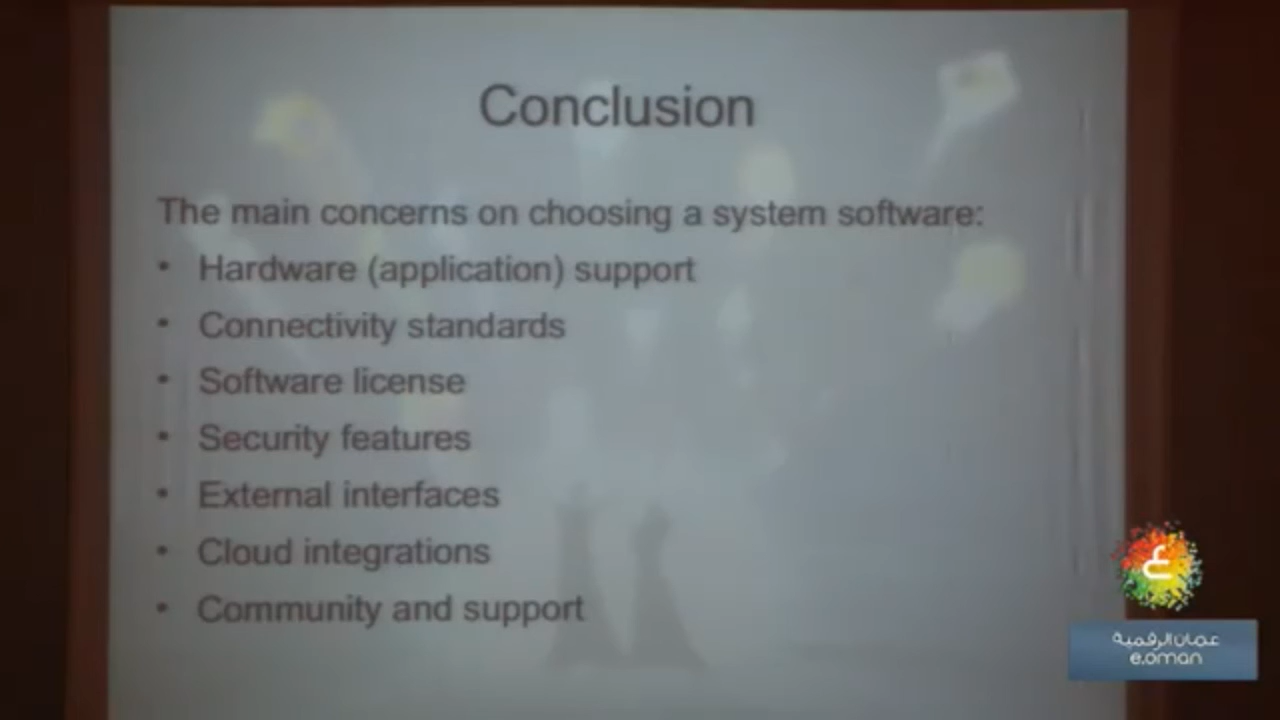 Conclusion
The main concerns on choosing a system software:
• Hardware (application) support
• Connectivity standards
• Software license
• Security features
• External interfaces
• Cloud integrations
• Community and support
ع
عمان الرقمية
e.oman